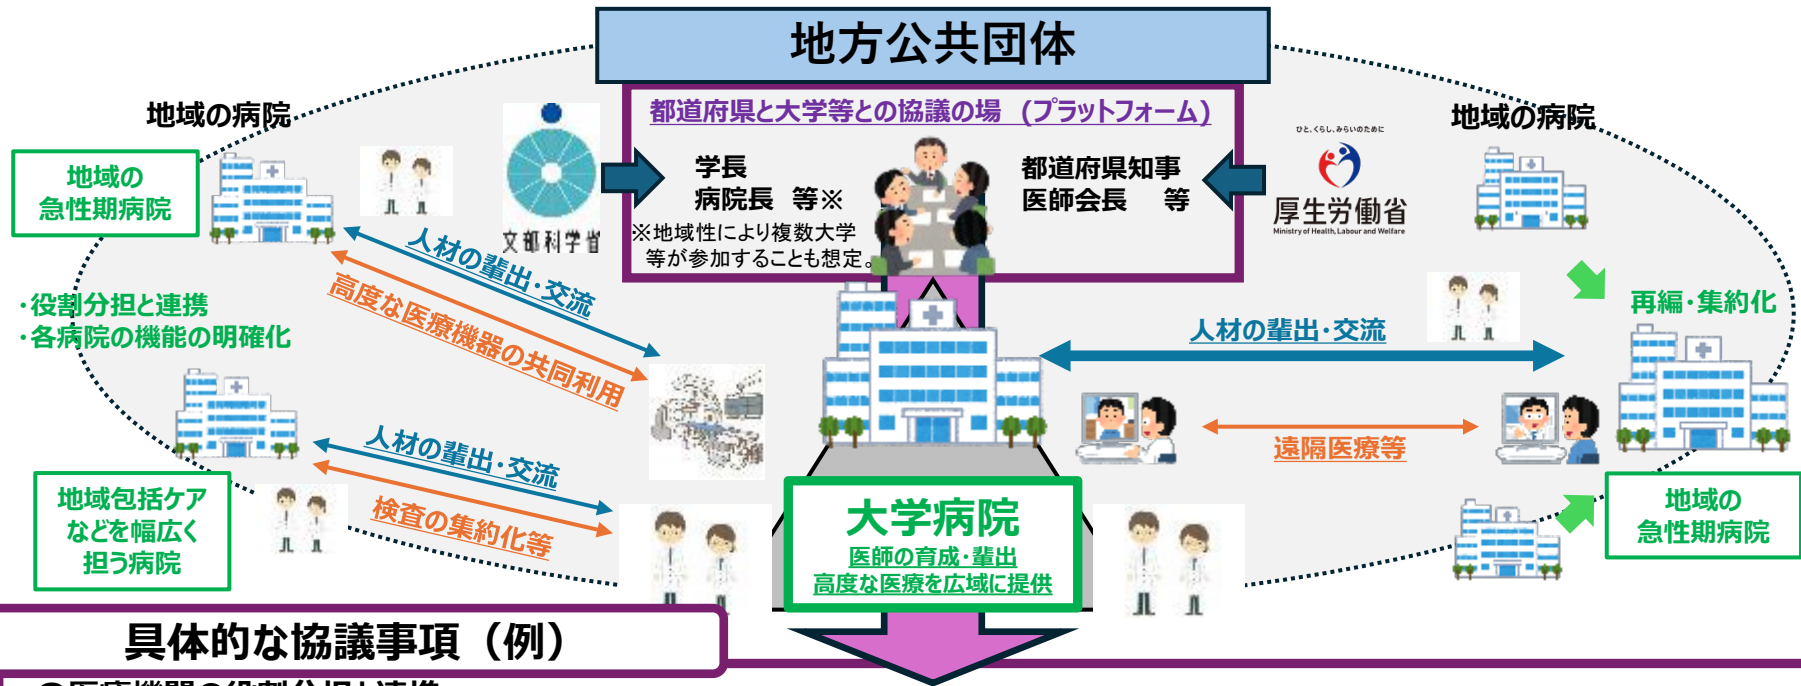 地方公共団体
都道府県と大学等との協議の場 (プラットフォーム)
学長
病院長 等※
※地域性により複数大学
等が参加することも想定。
都道府県知事
医師会長 等
文部科学省
ひと、くらし、みらいのために
厚生労働省
Ministry of Health, Labour and Welfare
地域の病院
地域の
急性期病院
・役割分担と連携
・各病院の機能の明確化
人材の輩出・交流
高度な医療機器の共同利用
人材の輩出・交流
検査の集約化等
地域包括ケア
などを幅広く
担う病院
地域の病院
再編・集約化
人材の輩出・交流
遠隔医療等
地域の
急性期病院
大学病院
医師の育成・輩出
高度な医療を広域に提供
具体的な協議事項（例）
○医療機関の役割分担と連携